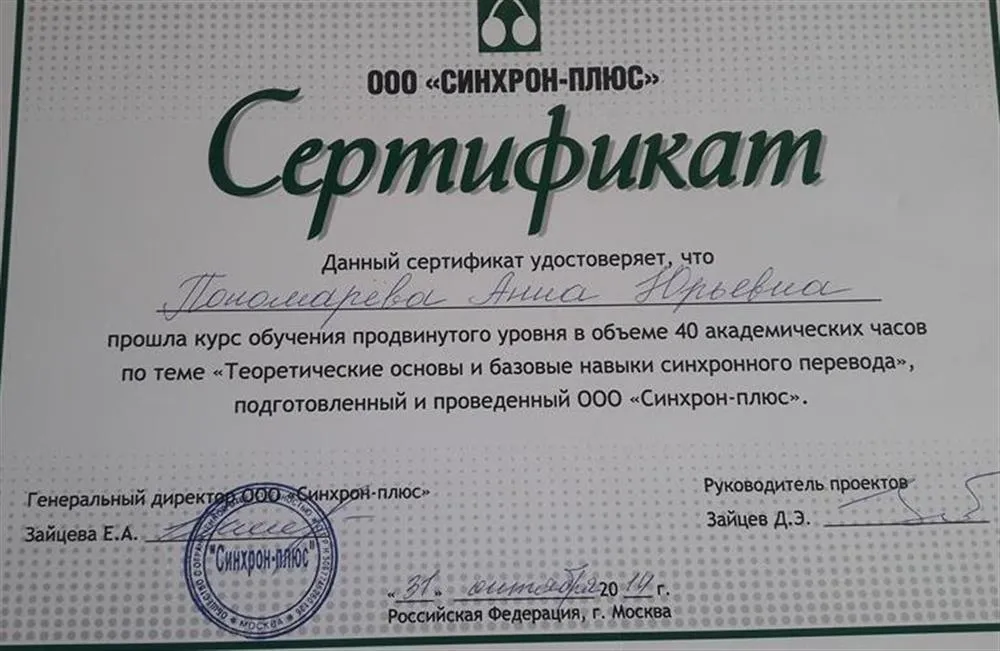 ООО «СИНХРОН-ПЛЮС»
Сертификат
Данный сертификат удостоверяет, что
Пономарёва Анна Юрьевна
прошла курс обучения продвинутого уровня в объеме 40 академических часов
по теме «Теоретические основы и базовые навыки синхронного перевода»,
подготовленный и проведенный ООО «Синхрон-плюс».
Генеральный директор ООО «Синхрон-плюс»
Зайцева Е.А.
Руководитель проектов
Зайцев Д.Э.
"Синхрон-плюс"
МОСКВА
«31» октября 2014 г.
Российская Федерация, г. Москва